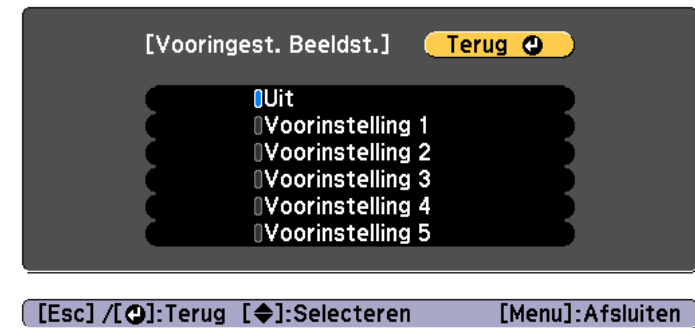 [Vooringest. Beeldst.] Terug
Uit
Voorinstelling 1
Voorinstelling 2
Voorinstelling 3
Voorinstelling 4
Voorinstelling 5
[Esc] /[⏎]:Terug [◆]:Selecteren [Menu]:Afsluiten